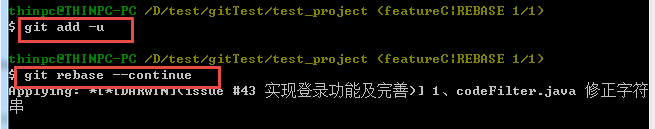 thinpc@THINPC-PC /D/test/gitTest/test_project (featureC|REBASE 1/1)
$ git add -u
thinpc@THINPC-PC /D/test/gitTest/test_project (featureC|REBASE 1/1)
$ git rebase --continue
Applying: *[*[DARWIN](issue #43 实现登录功能及完善)] 1、codeFilter.java 修正字符
串